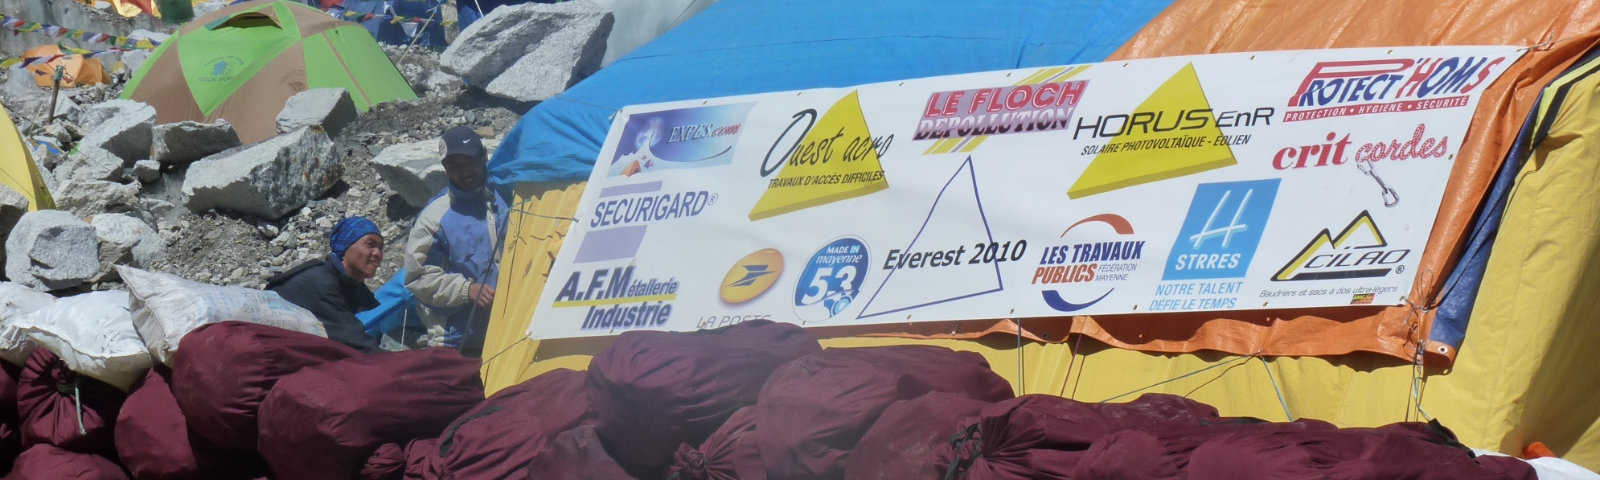 EXPES.com
SECURIGARD®
A.F.Métallerie
Industrie
Ouest acro
TRAVAUX D'ACCÈS DIFFICILES
LA POSTE
MADE IN
mayenne
53
LE FLOCH
DEPOLLUTION
Everest 2010
HORUS EnR
SOLAIRE PHOTOVOLTAÏQUE - ÉOLIEN
LES TRAVAUX
PUBLICS FÉDÉRATION
MAYENNE
STRRES
NOTRE TALENT
DÉFIE LE TEMPS
PROTECT'HOMS
PROTECTION • HYGIÈNE • SÉCURITÉ
crit cordes
CILAO®
Baudriers et sacs à dos ultra-légers